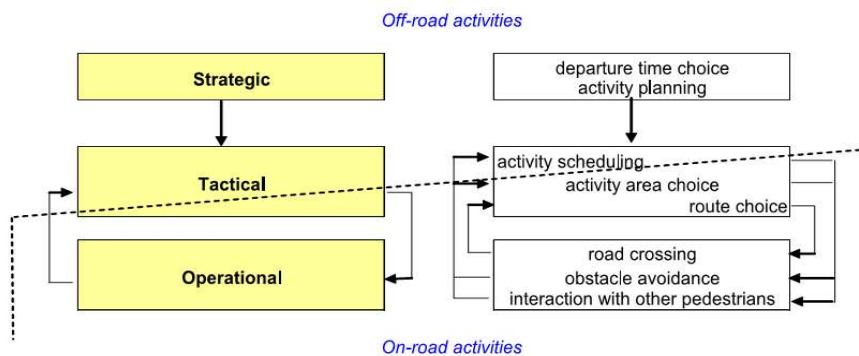 Off-road activities
Strategic
departure time choice
activity planning
Tactical
activity scheduling
activity area choice
route choice
Operational
road crossing
obstacle avoidance
interaction with other pedestrians
On-road activities